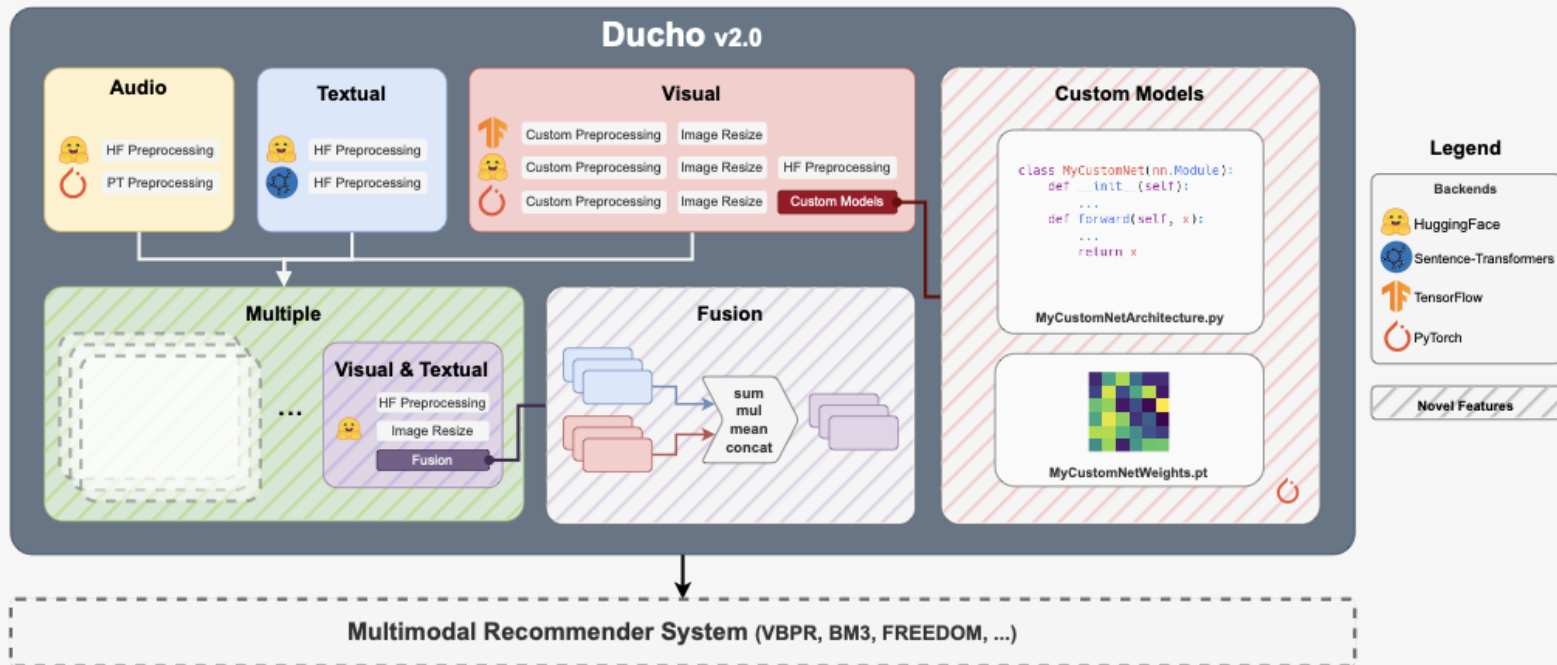 Ducho v2.0
Audio
HF Preprocessing
PT Preprocessing
Textual
HF Preprocessing
HF Preprocessing
Visual
Custom Preprocessing Image Resize
Custom Preprocessing Image Resize HF Preprocessing
Custom Preprocessing Image Resize Custom Models
Custom Models
class MyCustomNet(nn.Module):
def __init__(self):
...
def forward(self, x):
...
return x
MyCustomNetArchitecture.py
MyCustomNetWeights.pt
Multiple
...
Visual & Textual
HF Preprocessing
Image Resize
Fusion
Fusion
sum
mul
mean
concat
Legend
Backends
HuggingFace
Sentence-Transformers
TensorFlow
PyTorch
Novel Features
Multimodal Recommender System (VBPR, BM3, FREEDOM, ...)